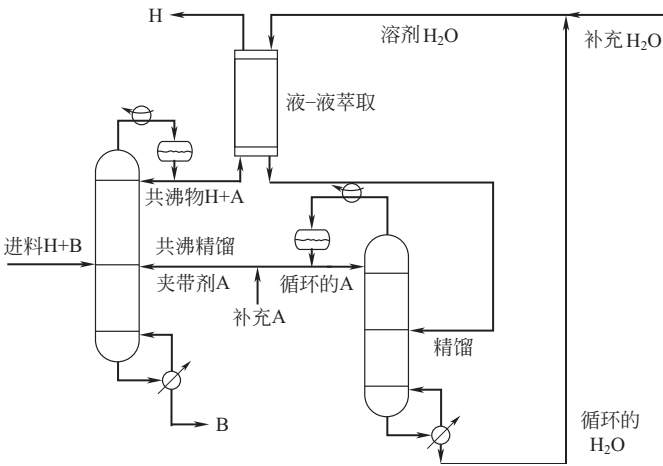 H
溶剂H₂O
补充H₂O
液-液萃取
共沸物H+A
进料H+B
共沸精馏
夹带剂A
循环的A
补充A
精馏
B
循环的
H₂O